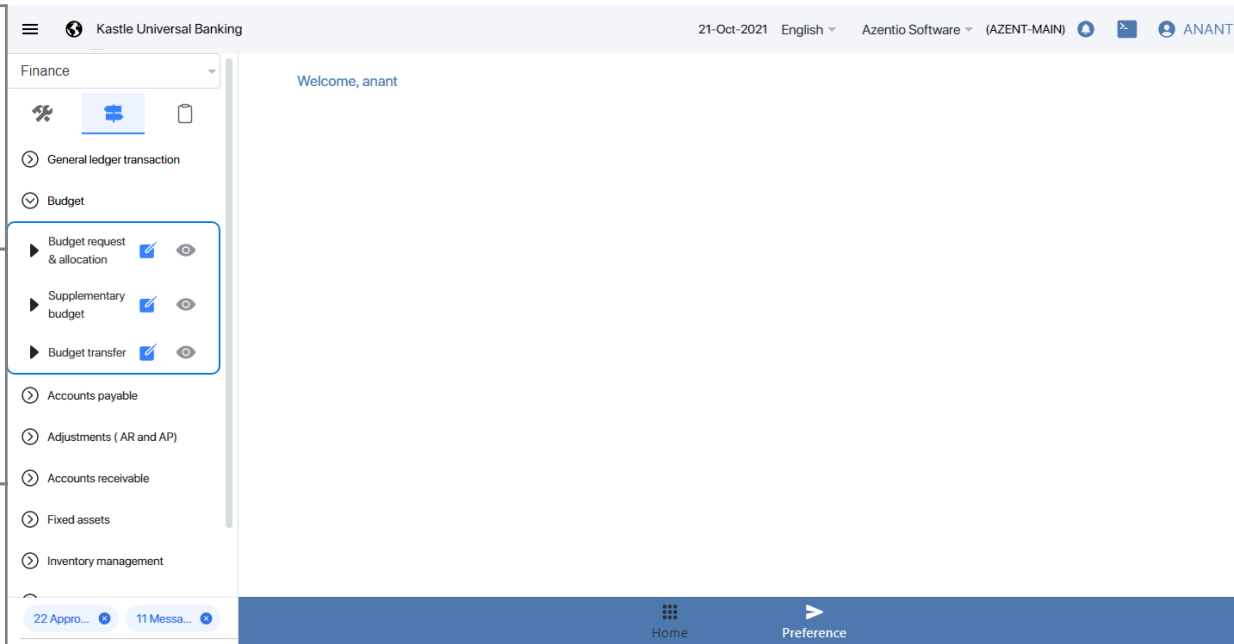 Kastle Universal Banking
21-Oct-2021 English Azentio Software (AZENT-MAIN) ANANT
Finance
Welcome, anant
General ledger transaction
Budget
Budget request
& allocation
Supplementary
budget
Budget transfer
Accounts payable
Adjustments ( AR and AP)
Accounts receivable
Fixed assets
Inventory management
22 Appro... 11 Messa...
Home Preference